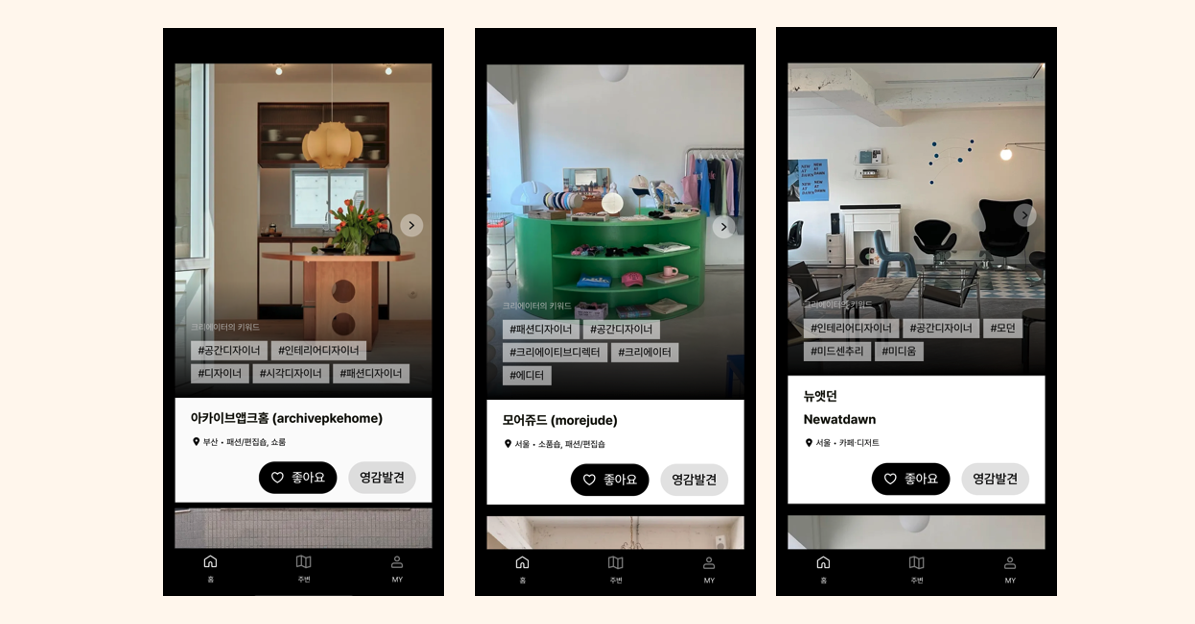 크리에이터의 키워드
#공간디자이너 #인테리어디자이너
#디자이너 #시각디자이너 #패션디자이너
아카이브앱크홈 (archivepkehome)
부산 • 패션/편집숍, 쇼룸
좋아요 영감발견
홈 주변 MY
크리에이터의 키워드
#패션디자이너 #공간디자이너
#크리에이티브디렉터 #크리에이터
#에디터
모어쥬드 (morejude)
서울 • 소품숍, 패션/편집숍
좋아요 영감발견
홈 주변 MY
크리에이터의 키워드
#인테리어디자이너 #공간디자이너 #모던
#미드센추리 #미디움
뉴앳던
Newatdawn
서울 • 카페·디저트
좋아요 영감발견
홈 주변 MY